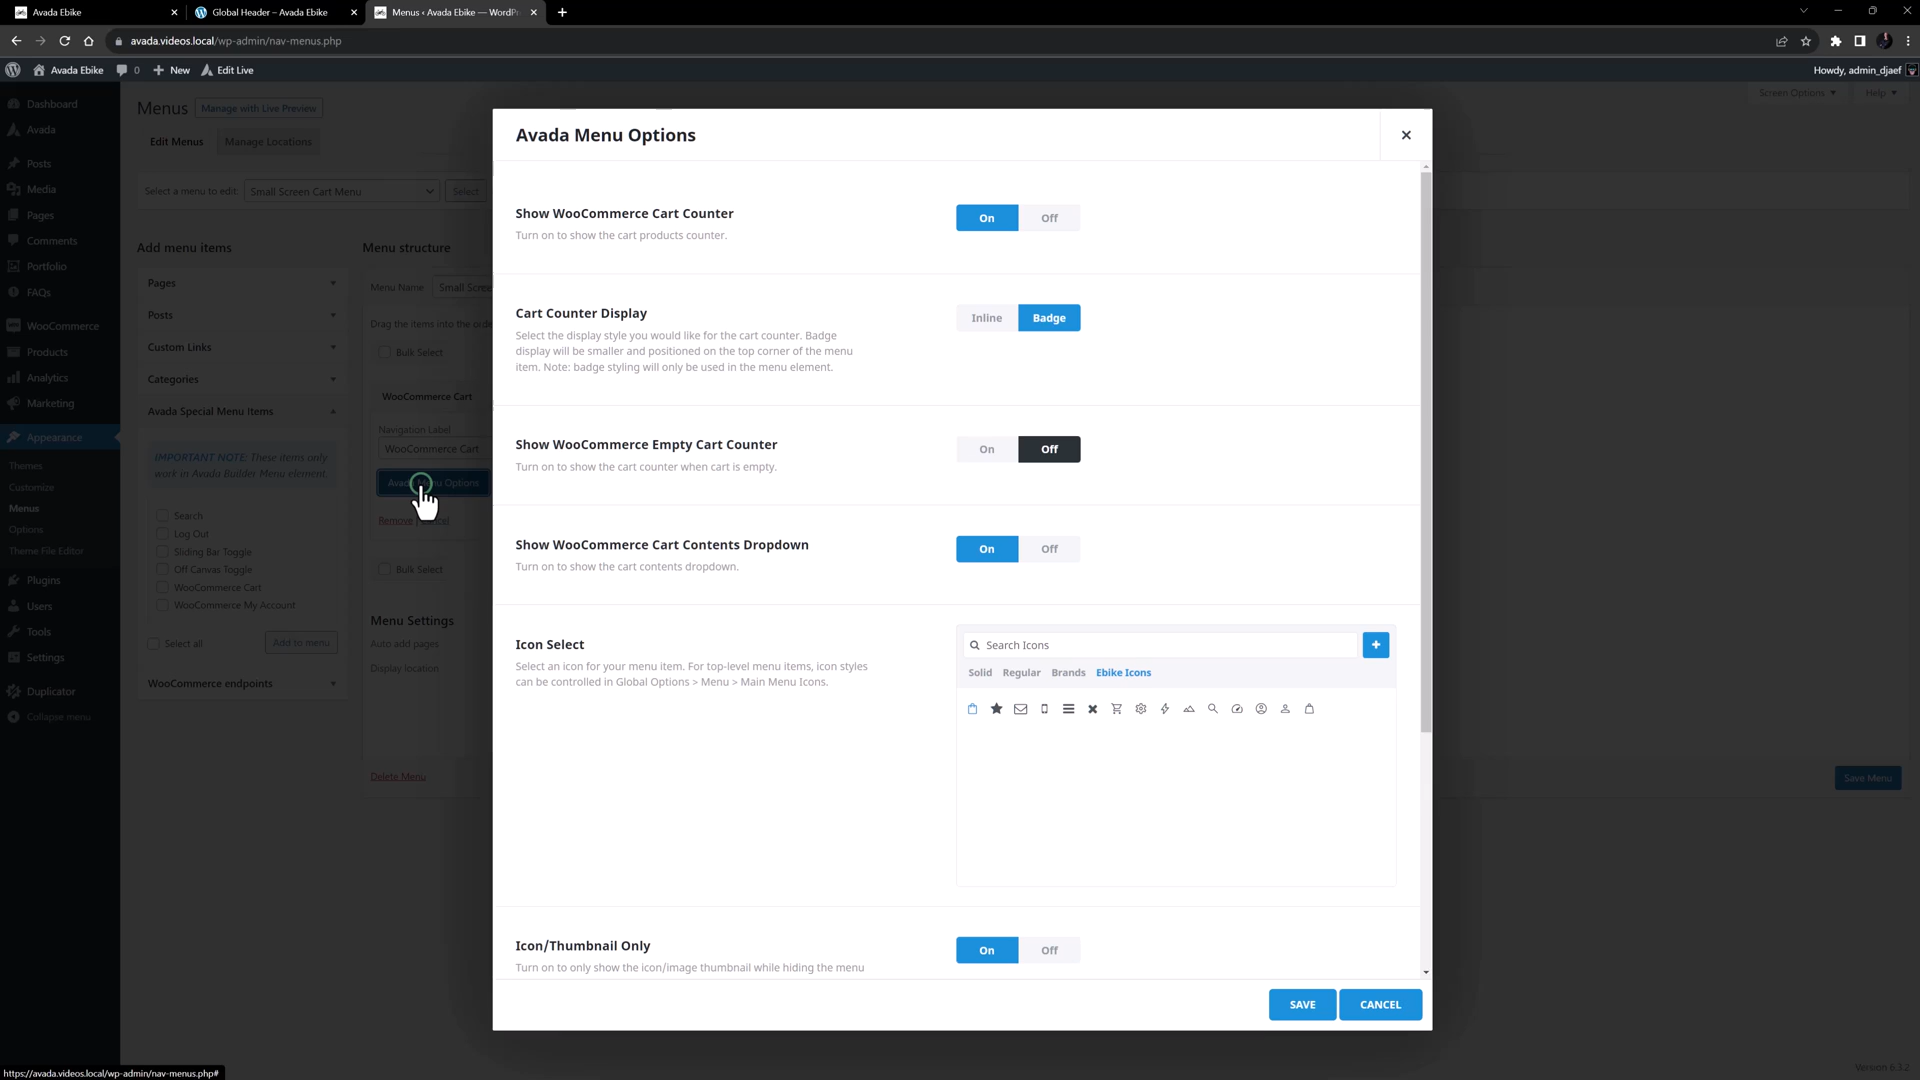 Avada Ebike
Global Header – Avada Ebike
Menus ‹ Avada Ebike — WordPr
avada.videos.local/wp-admin/nav-menus.php
Avada Ebike
0
New
Edit Live
Howdy, admin_djaef
Dashboard
Avada
Posts
Media
Pages
Comments
Portfolio
FAQs
WooCommerce
Products
Analytics
Marketing
Appearance
Themes
Customize
Menus
Options
Theme File Editor
Plugins
Users
Tools
Settings
Duplicator
Collapse menu
Menus
Manage with Live Preview
Screen Options
Help
Edit Menus
Manage Locations
Select a menu to edit:
Small Screen Cart Menu
Select
Add menu items
Pages
Posts
Custom Links
Categories
Avada Special Menu Items
IMPORTANT NOTE: These items only
work in Avada Builder Menu element.
Search
Log Out
Sliding Bar Toggle
Off Canvas Toggle
WooCommerce Cart
WooCommerce My Account
Select all
Add to menu
WooCommerce endpoints
Menu structure
Menu Name
Small Scree
Drag the items into the orde
Bulk Select
WooCommerce Cart
Navigation Label
WooCommerce Cart
Avada Menu Options
Remove | Cancel
Bulk Select
Menu Settings
Auto add pages
Display location
Delete Menu
Save Menu
Avada Menu Options
Show WooCommerce Cart Counter
Turn on to show the cart products counter.
On
Off
Cart Counter Display
Select the display style you would like for the cart counter. Badge
display will be smaller and positioned on the top corner of the menu
item. Note: badge styling will only be used in the menu element.
Inline
Badge
Show WooCommerce Empty Cart Counter
Turn on to show the cart counter when cart is empty.
On
Off
Show WooCommerce Cart Contents Dropdown
Turn on to show the cart contents dropdown.
On
Off
Icon Select
Select an icon for your menu item. For top-level menu items, icon styles
can be controlled in Global Options > Menu > Main Menu Icons.
Search Icons
Solid
Regular
Brands
Ebike Icons
Icon/Thumbnail Only
Turn on to only show the icon/image thumbnail while hiding the menu
On
Off
SAVE
CANCEL
https://avada.videos.local/wp-admin/nav-menus.php#
Version 6.3.2